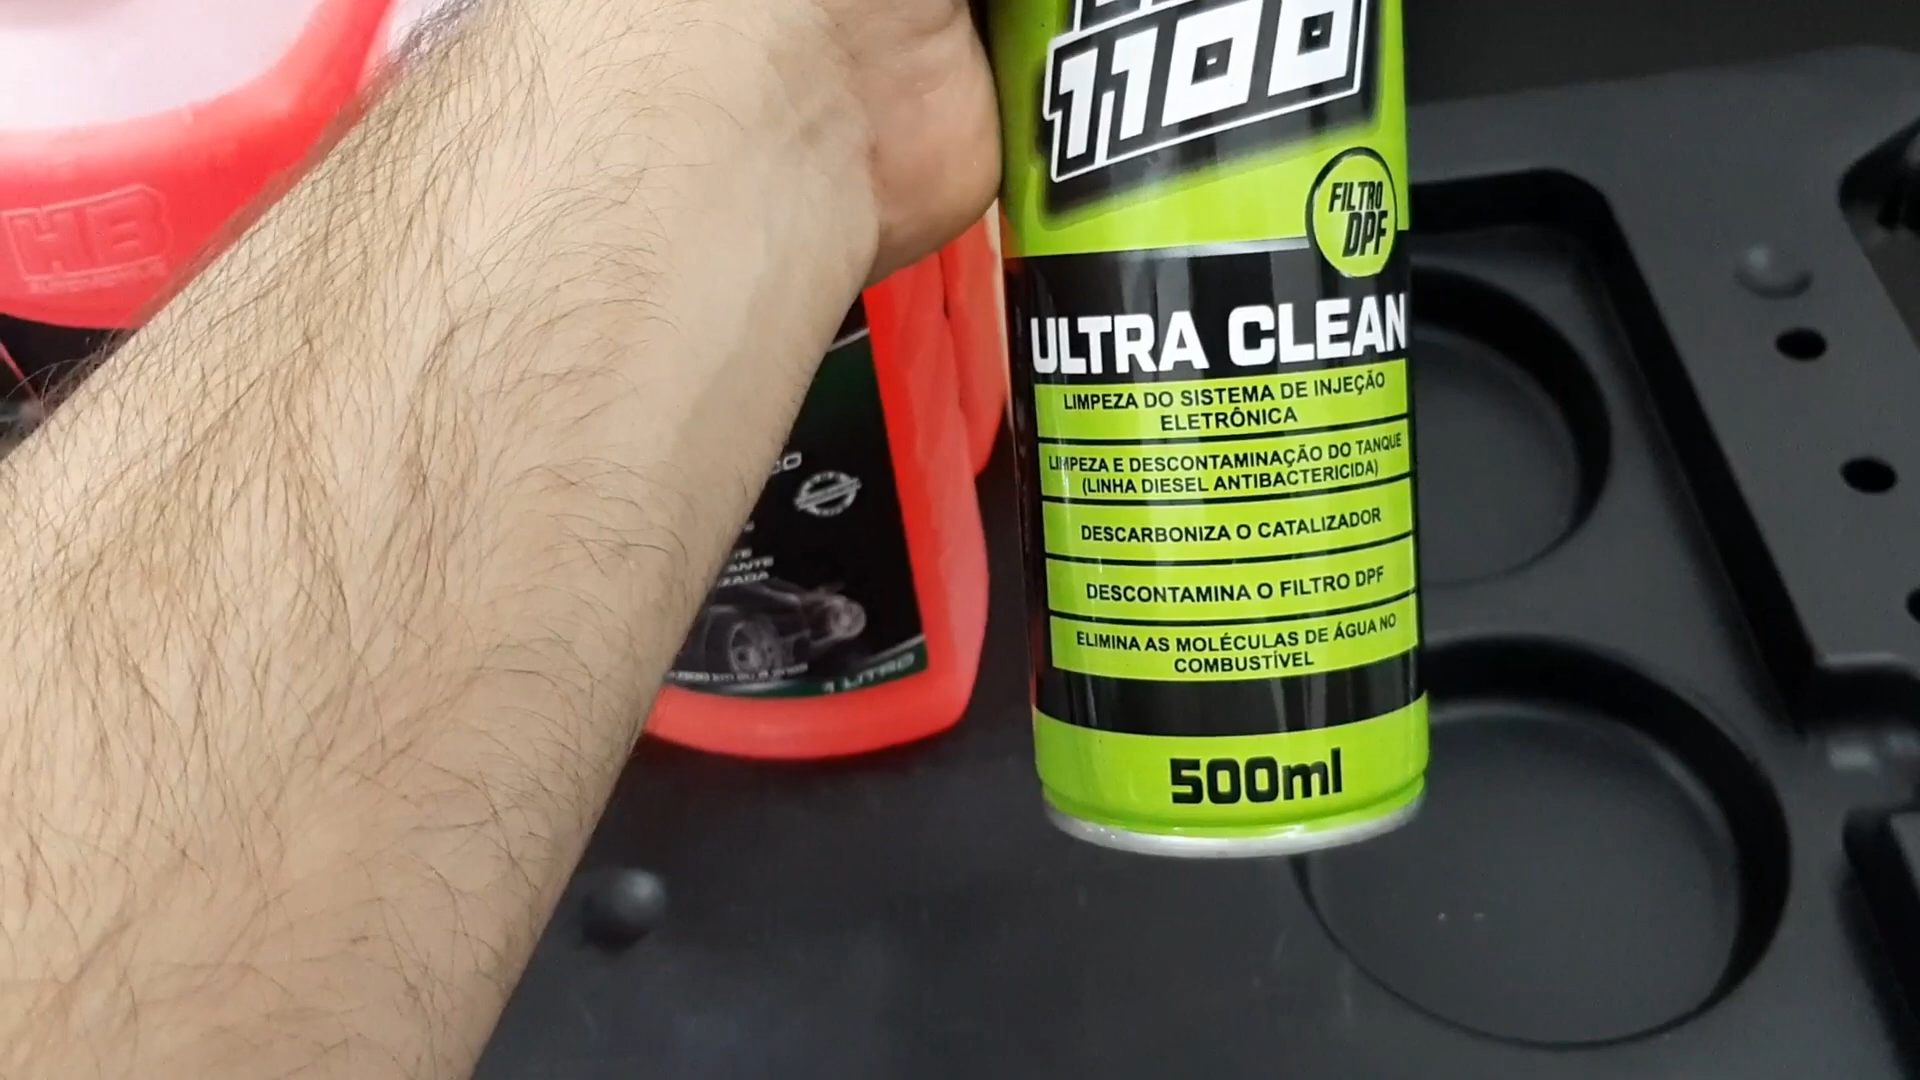 1100
FILTRO
DPF
ULTRA CLEAN
LIMPEZA DO SISTEMA DE INJEÇÃO
ELETRÔNICA
LIMPEZA E DESCONTAMINAÇÃO DO TANQUE
(LINHA DIESEL ANTIBACTERICIDA)
DESCARBONIZA O CATALIZADOR
DESCONTAMINA O FILTRO DPF
ELIMINA AS MOLÉCULAS DE ÁGUA NO
COMBUSTÍVEL
500ml
HB
1 LITRO